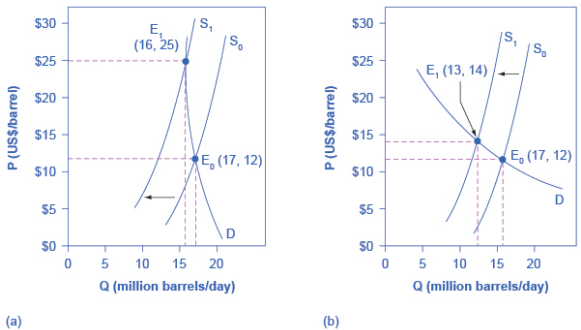 P (US$/barrel)
$30
$25
$20
$15
$10
$5
$0
0 5 10 15 20
Q (million barrels/day)
E₁
(16, 25)
S₁
S₀
E₀ (17, 12)
D
(a)
P (US$/barrel)
$30
$25
$20
$15
$10
$5
$0
0 5 10 15 20
Q (million barrels/day)
S₁
S₀
E₁ (13, 14)
E₀ (17, 12)
D
(b)